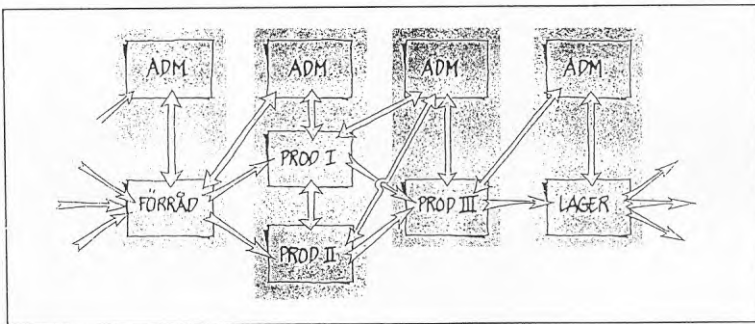 ADM
ADM
ADM
ADM
PROD I
FÖRRÅD
PROD III
LAGER
PROD II